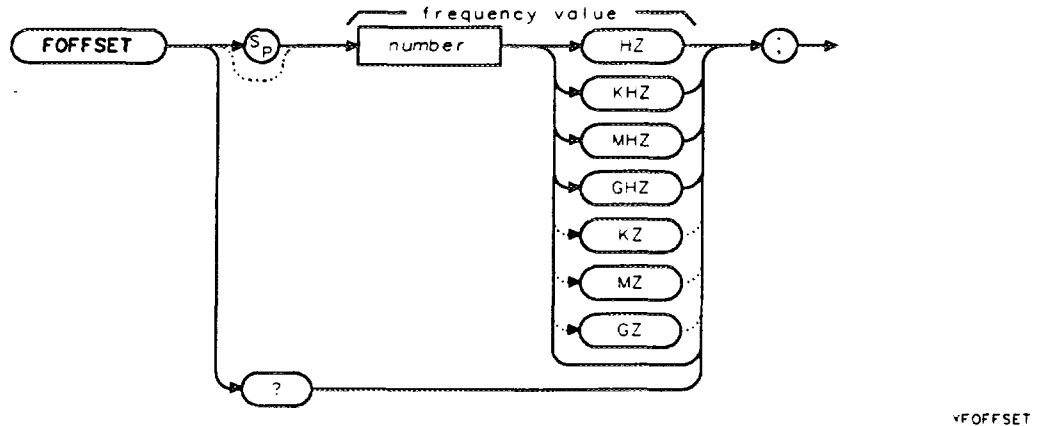 frequency value
FOFFSET
SP
number
HZ
;
KHZ
MHZ
GHZ
KZ
MZ
GZ
?
FOFFSET